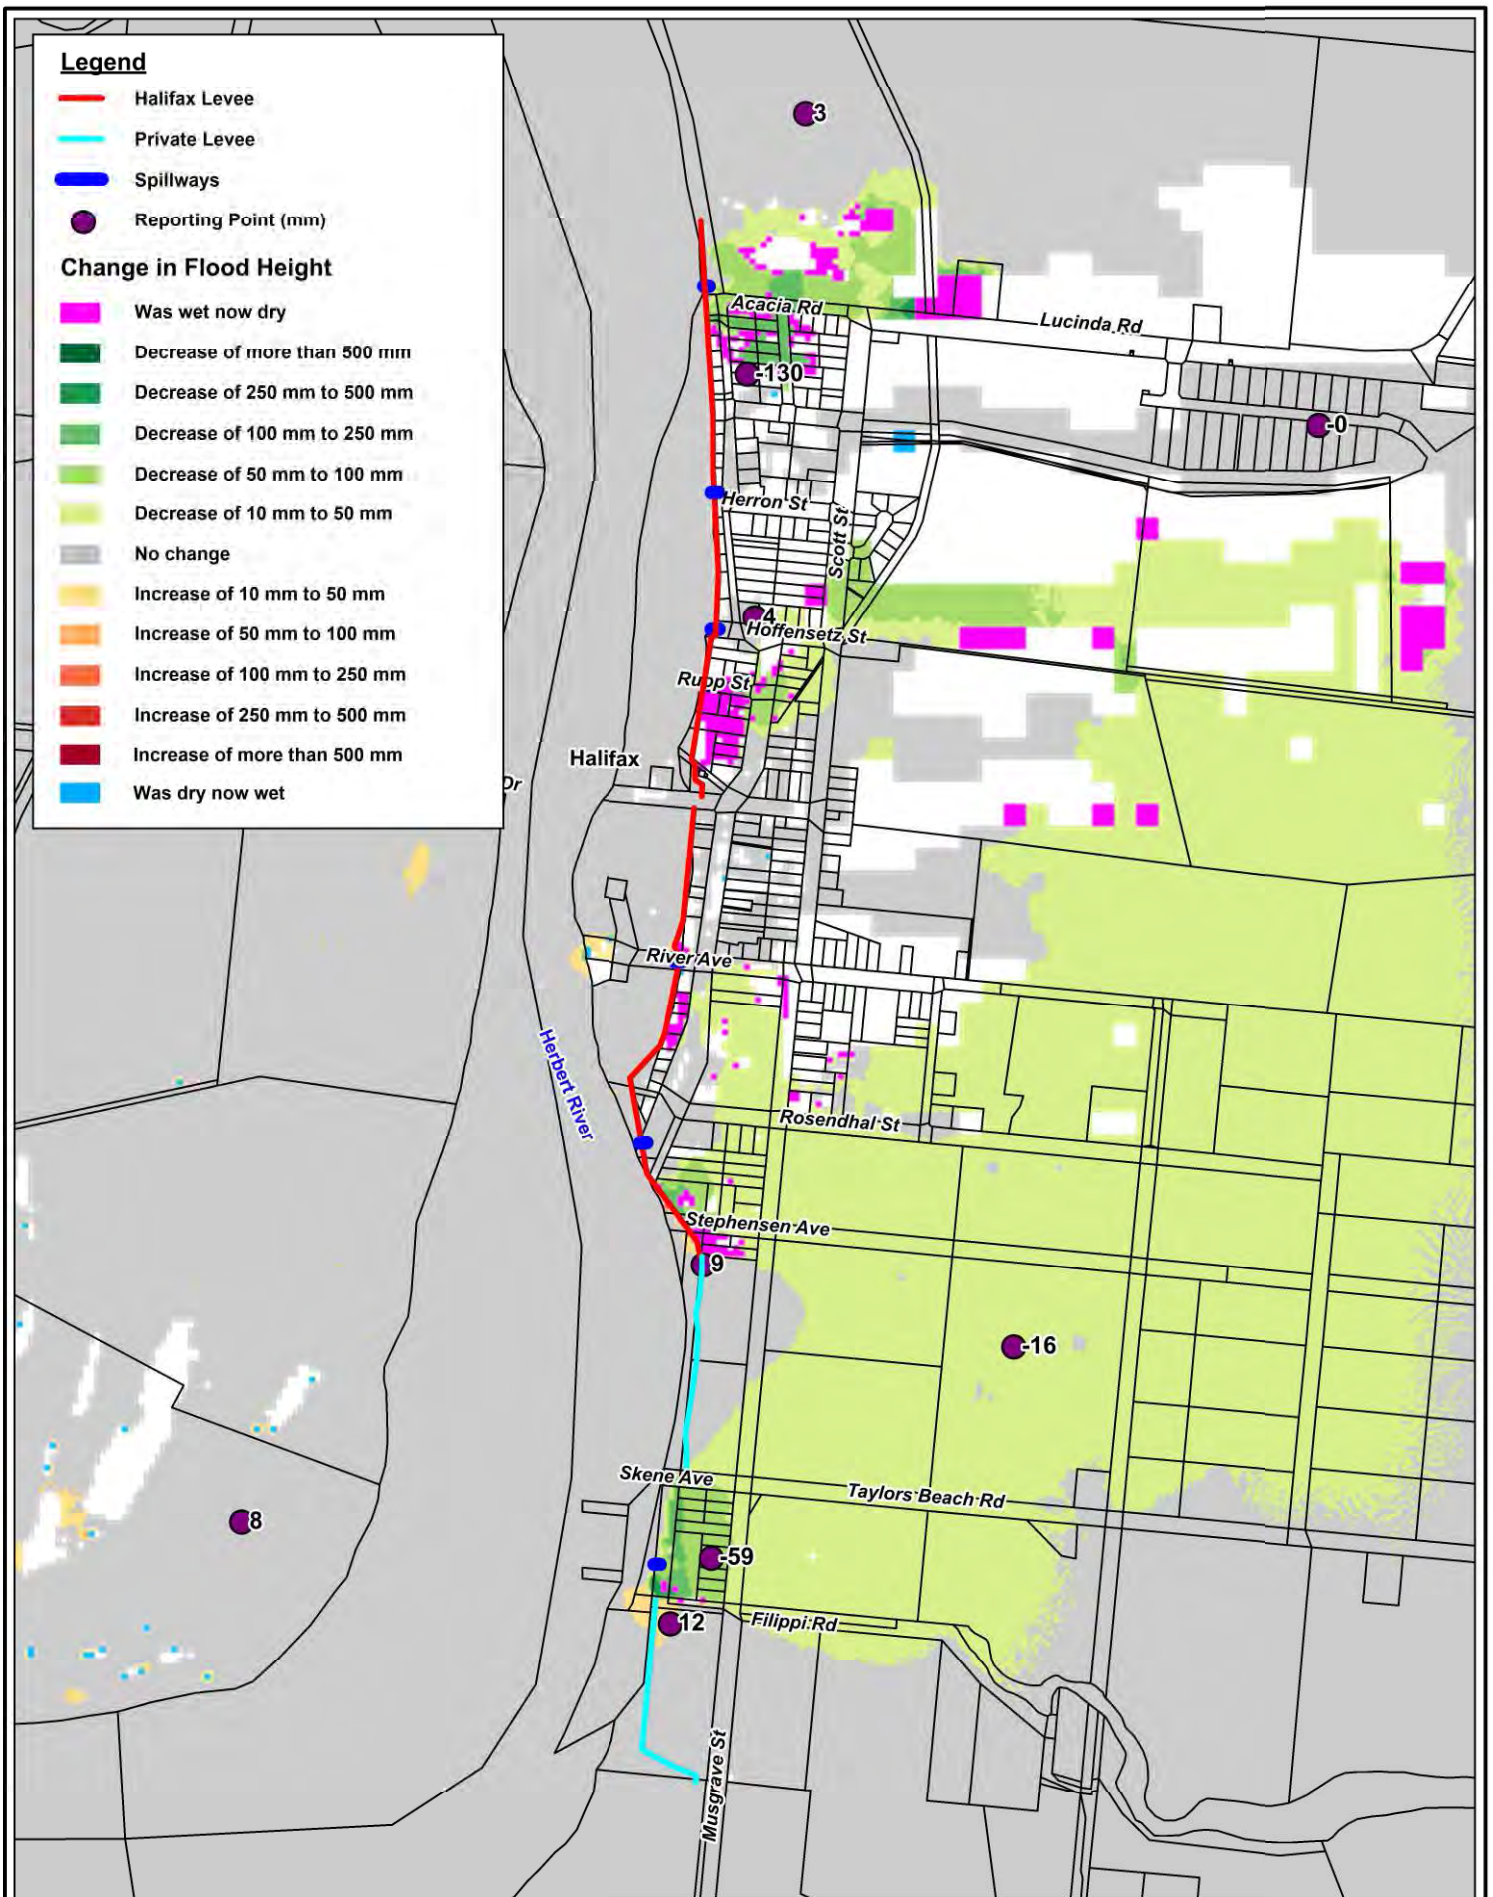 Legend
Halifax Levee
Private Levee
Spillways
Reporting Point (mm)
Change in Flood Height
Was wet now dry
Decrease of more than 500 mm
Decrease of 250 mm to 500 mm
Decrease of 100 mm to 250 mm
Decrease of 50 mm to 100 mm
Decrease of 10 mm to 50 mm
No change
Increase of 10 mm to 50 mm
Increase of 50 mm to 100 mm
Increase of 100 mm to 250 mm
Increase of 250 mm to 500 mm
Increase of more than 500 mm
Was dry now wet
3
Acacia Rd
Lucinda Rd
-130
-0
Herron St
Scott St
4
Hoffensetz St
Rupp St
Halifax
Dr
River Ave
Herbert River
Rosendhal St
Stephensen Ave
9
-16
Skene Ave
Taylors Beach Rd
8
-59
12
Filippi Rd
Musgrave St